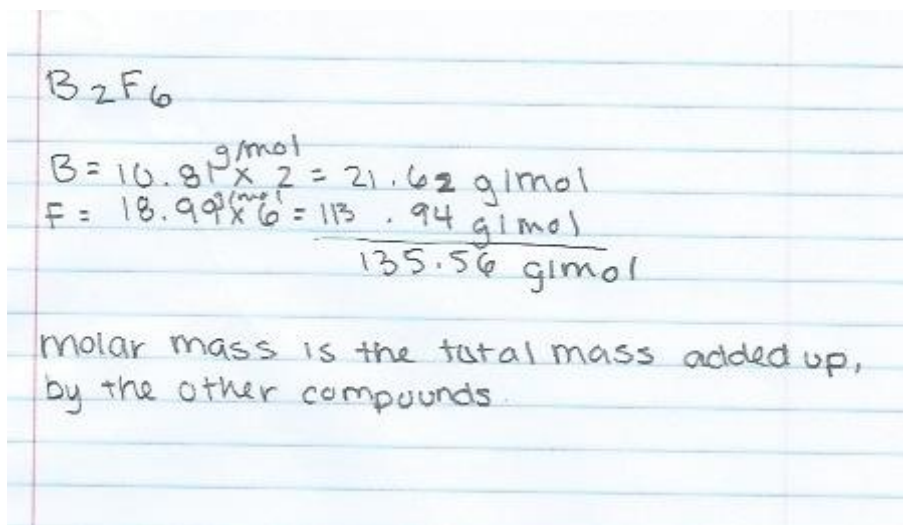 B2F6
B = 10.81 g/mol x 2 = 21.62 g/mol
F = 18.99 g/mol x 6 = 113.94 g/mol
135.56 g/mol
molar mass is the total mass added up,
by the other compounds.